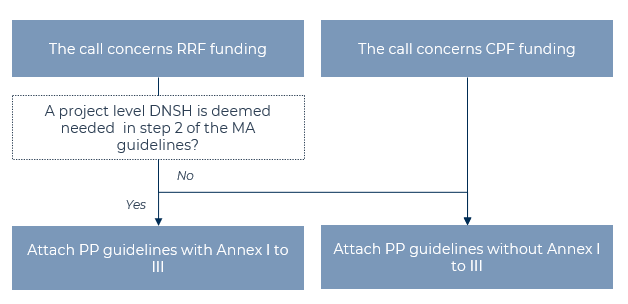 The call concerns RRF funding
The call concerns CPF funding
A project level DNSH is deemed
needed in step 2 of the MA
guidelines?
No
Yes
Attach PP guidelines with Annex I to
III
Attach PP guidelines without Annex I
to III